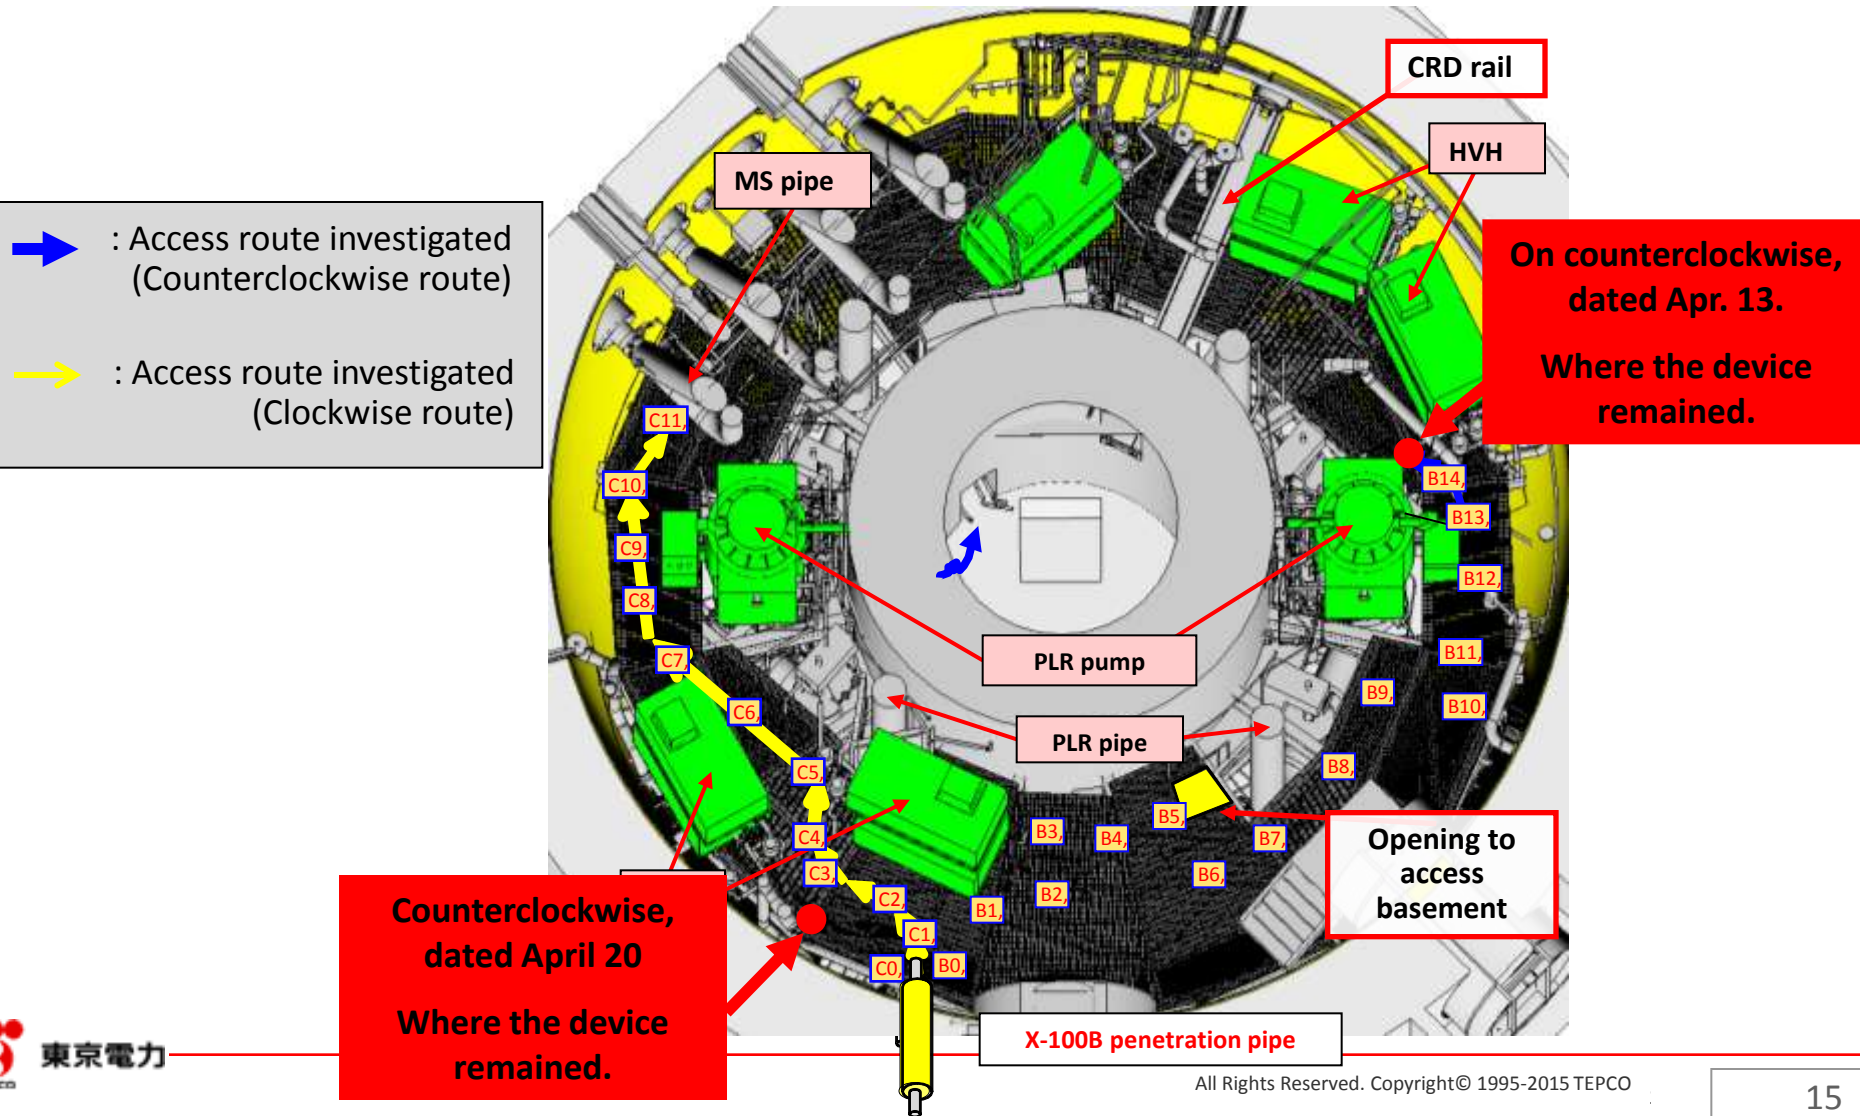 CRD rail
HVH
MS pipe
: Access route investigated
(Counterclockwise route)
: Access route investigated
(Clockwise route)
On counterclockwise,
dated Apr. 13.
Where the device
remained.
C11,
C10,
C9,
C8,
C7,
C6,
C5,
C4,
C3,
C2,
C1,
C0,
B14,
B13,
B12,
B11,
B10,
B9,
B8,
B7,
B6,
B5,
B4,
B3,
B2,
B1,
B0,
PLR pump
PLR pipe
Opening to
access
basement
Counterclockwise,
dated April 20
Where the device
remained.
X-100B penetration pipe
東京電力
All Rights Reserved. Copyright© 1995-2015 TEPCO
15